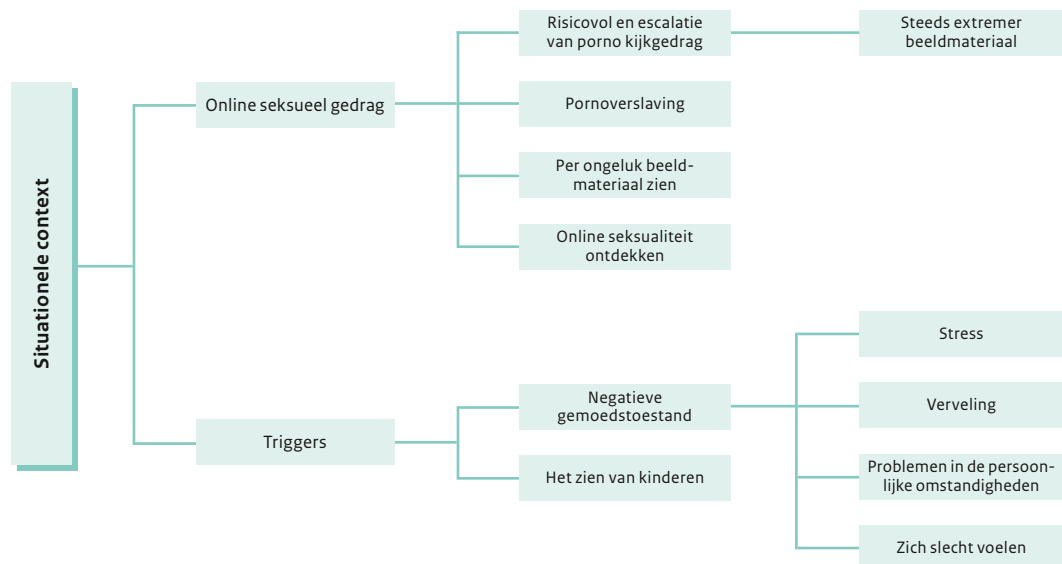 Situationele context
Online seksueel gedrag
Risicovol en escalatie
van porno kijkgedrag
Steeds extremer
beeldmateriaal
Pornoverslaving
Per ongeluk beeld-
materiaal zien
Online seksualiteit
ontdekken
Triggers
Negatieve
gemoedstoestand
Stress
Verveling
Problemen in de persoon-
lijke omstandigheden
Zich slecht voelen
Het zien van kinderen